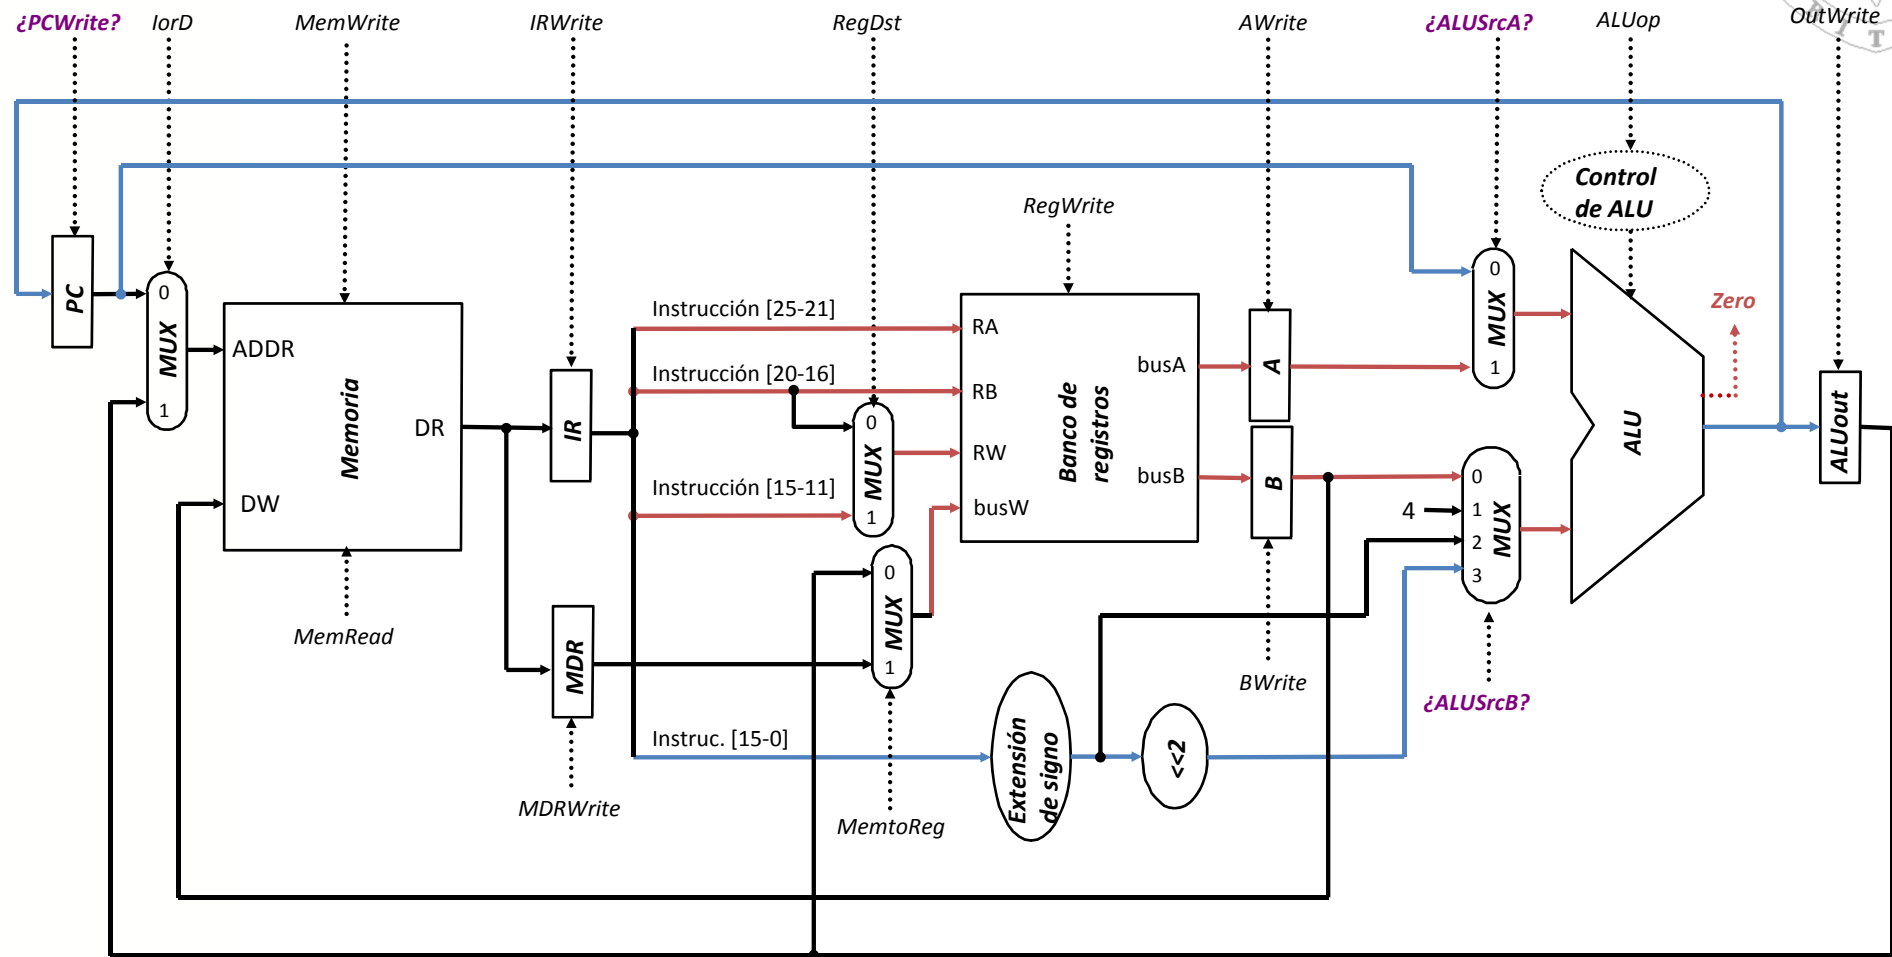 ¿PCWrite?
IorD
MemWrite
IRWrite
RegDst
AWrite
¿ALUSrcA?
ALUop
OutWrite
I
T
Control
de ALU
RegWrite
PC
0
MUX
1
ADDR
Memoria
DR
DW
MemRead
IR
MDR
MDRWrite
Instrucción [25-21]
Instrucción [20-16]
Instrucción [15-11]
Instruc. [15-0]
0
MUX
1
0
MUX
1
MemtoReg
RA
RB
RW
busW
Banco de
registros
busA
busB
A
B
BWrite
Extensión
de signo
<<2
0
MUX
1
4
0
1
2
3
MUX
¿ALUSrcB?
ALU
Zero
ALUout